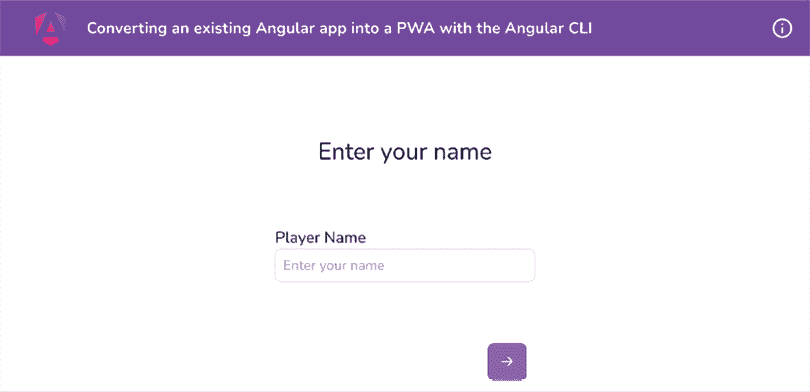 Converting an existing Angular app into a PWA with the Angular CLI
Enter your name
Player Name
Enter your name